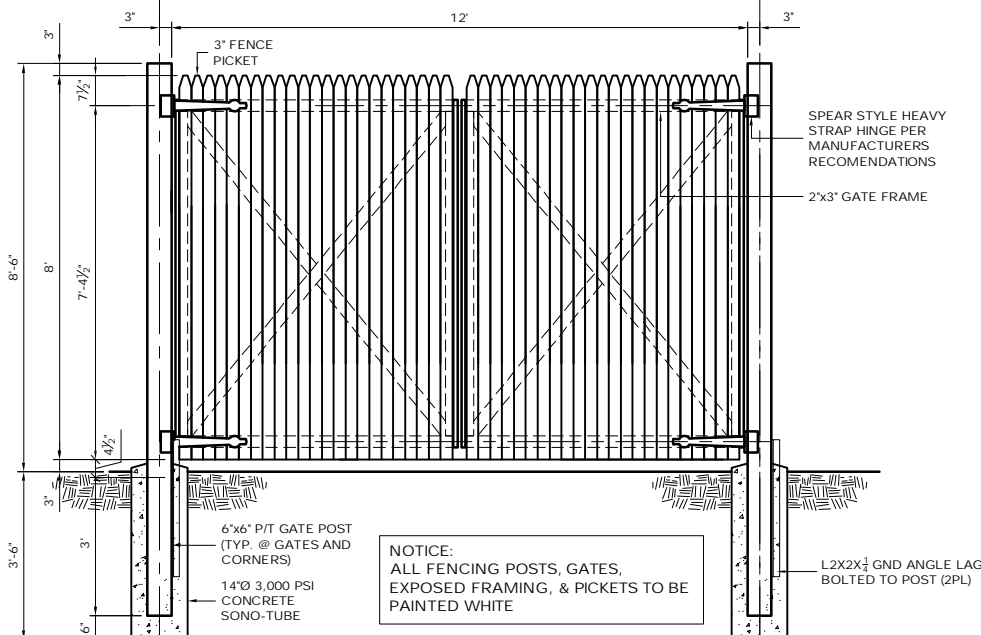 3"
12'
3"
3" FENCE
PICKET
3"
7½"
8'-6"
8'
7'-4½"
4½"
3"
3'-6"
3'
6"
SPEAR STYLE HEAVY
STRAP HINGE PER
MANUFACTURERS
RECOMENDATIONS
2"x3" GATE FRAME
6"x6" P/T GATE POST
(TYP. @ GATES AND
CORNERS)
14"Ø 3,000 PSI
CONCRETE
SONO-TUBE
NOTICE:
ALL FENCING POSTS, GATES,
EXPOSED FRAMING, & PICKETS TO BE
PAINTED WHITE
L2X2X¼ GND ANGLE LAG
BOLTED TO POST (2PL)